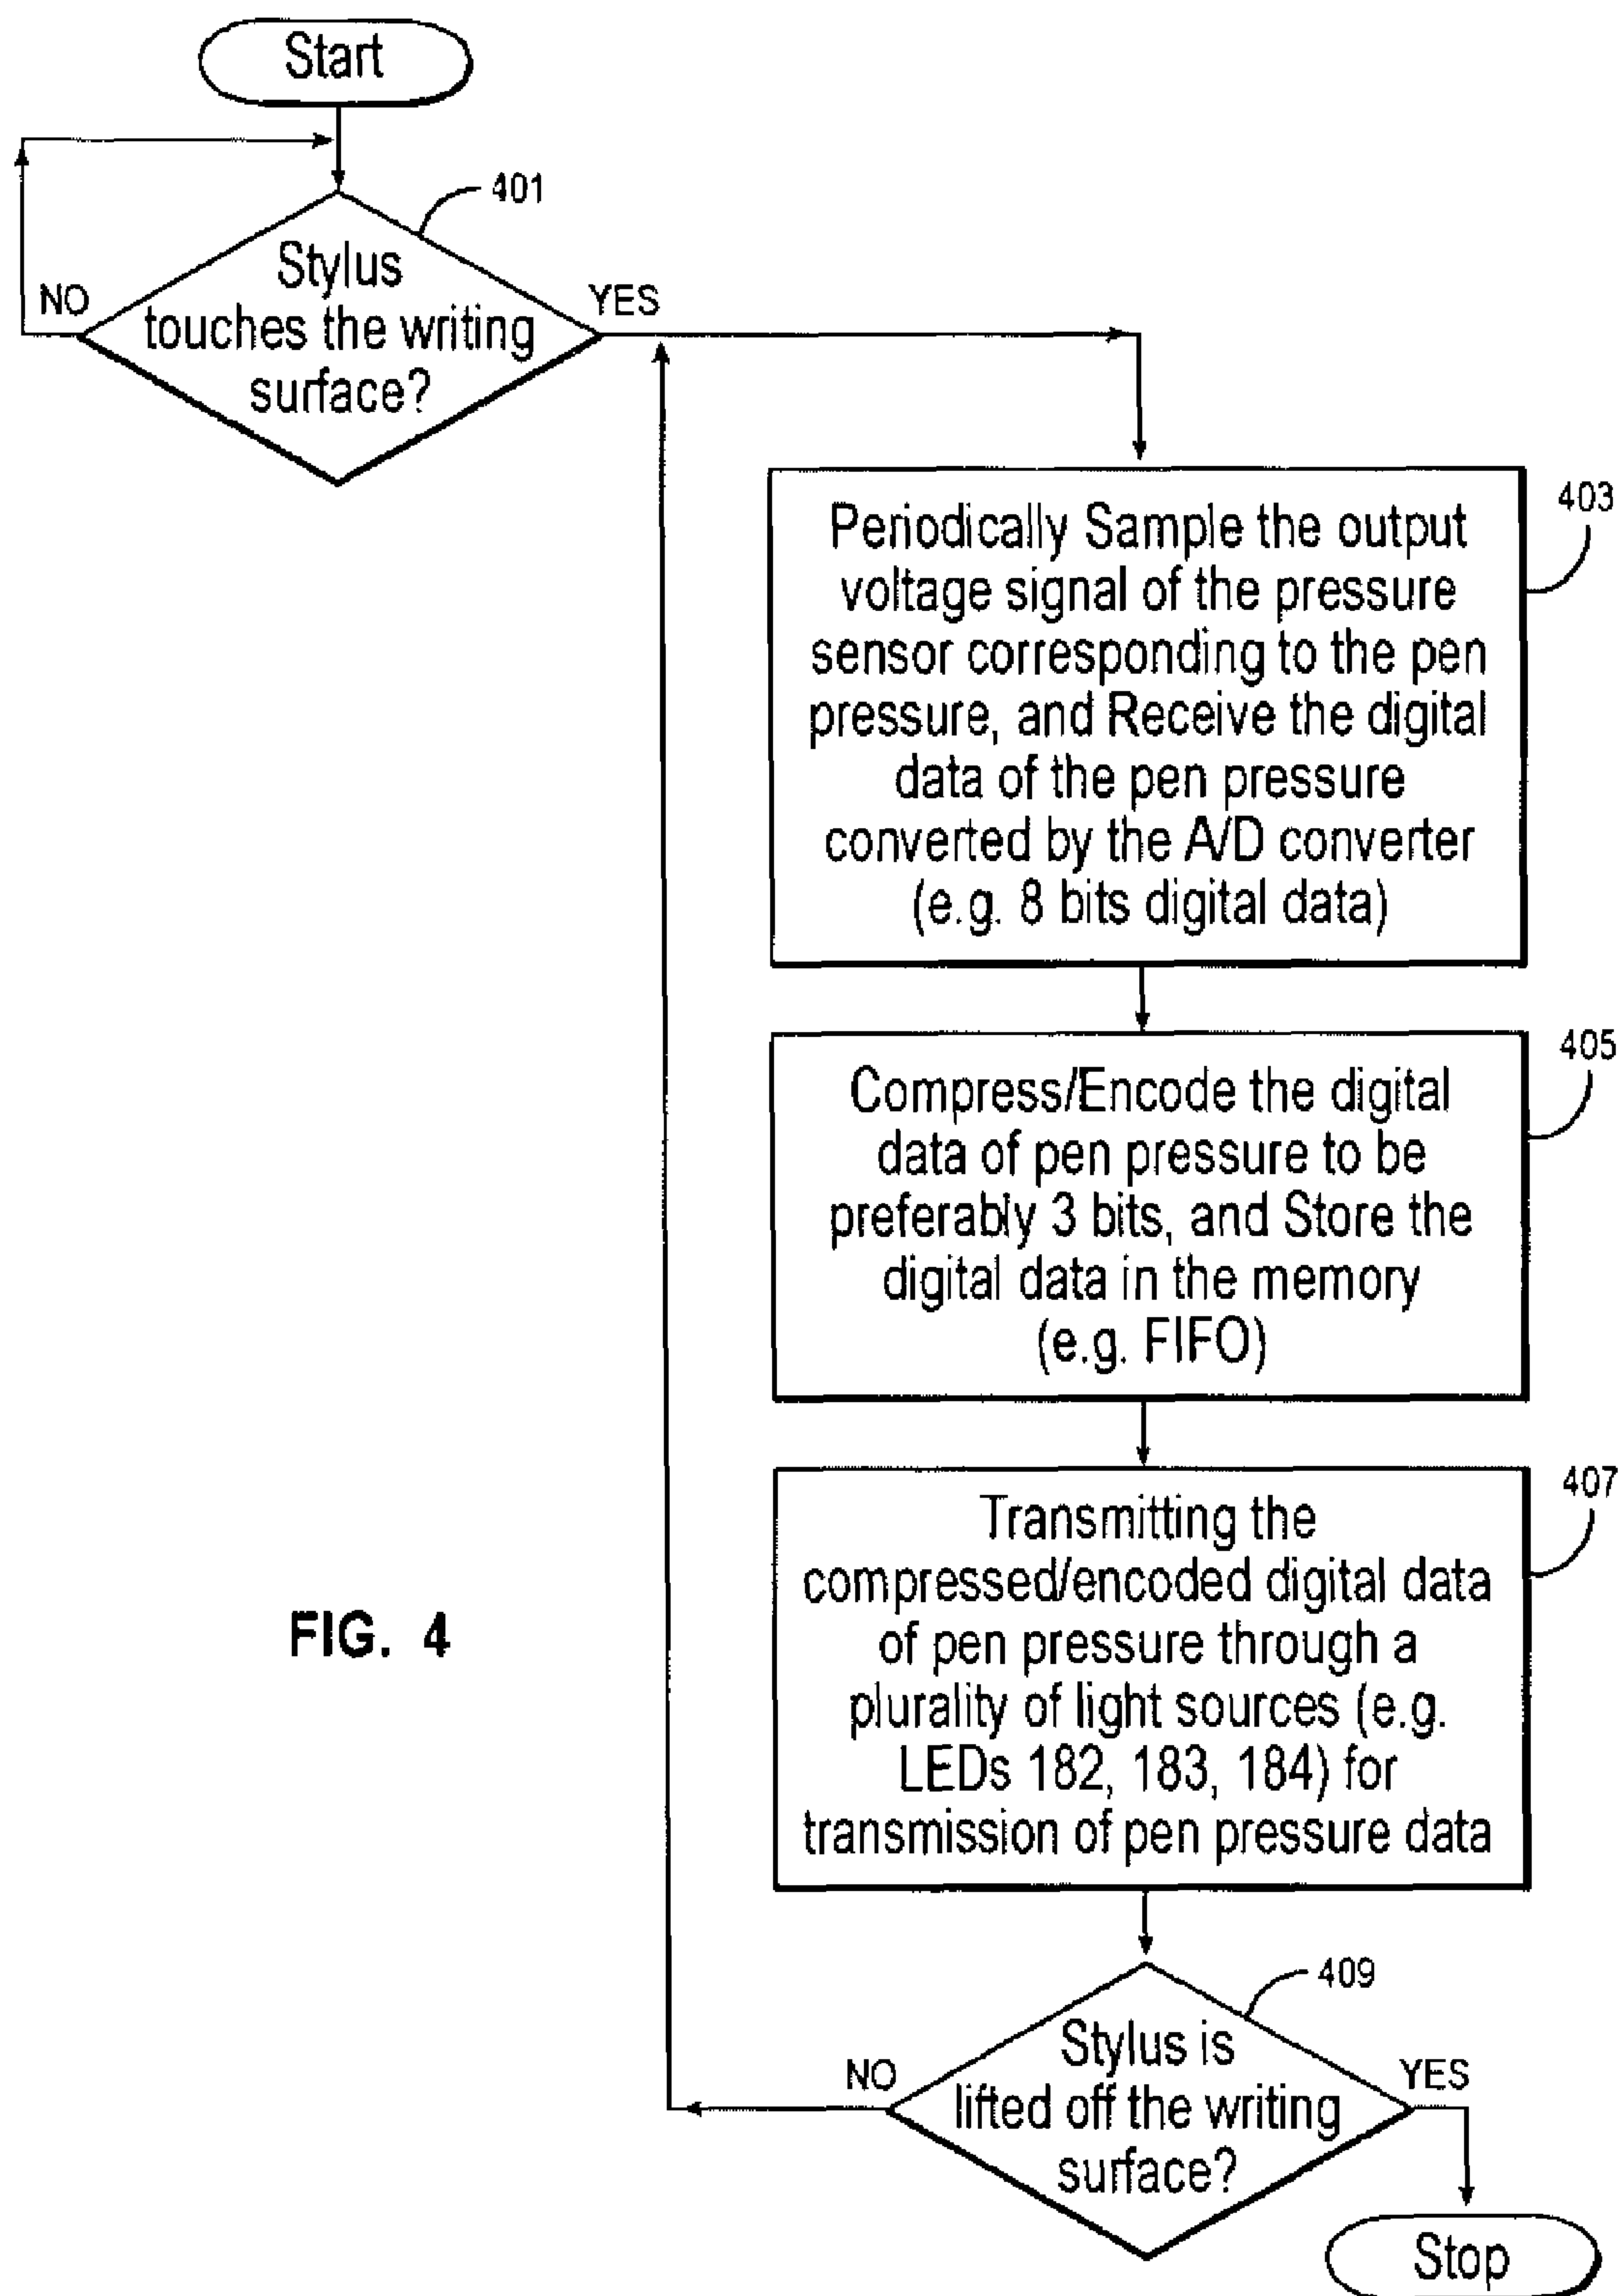 Start
401
Stylus
touches the writing
surface?
NO
YES
403
Periodically Sample the output
voltage signal of the pressure
sensor corresponding to the pen
pressure, and Receive the digital
data of the pen pressure
converted by the A/D converter
(e.g. 8 bits digital data)
405
Compress/Encode the digital
data of pen pressure to be
preferably 3 bits, and Store the
digital data in the memory
(e.g. FIFO)
407
Transmitting the
compressed/encoded digital data
of pen pressure through a
plurality of light sources (e.g.
LEDs 182, 183, 184) for
transmission of pen pressure data
FIG. 4
409
Stylus is
lifted off the writing
surface?
NO
YES
Stop